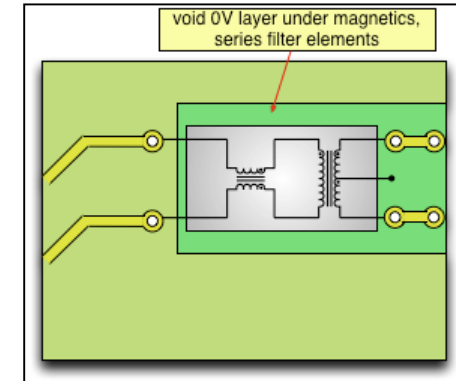 void 0V layer under magnetics,
series filter elements